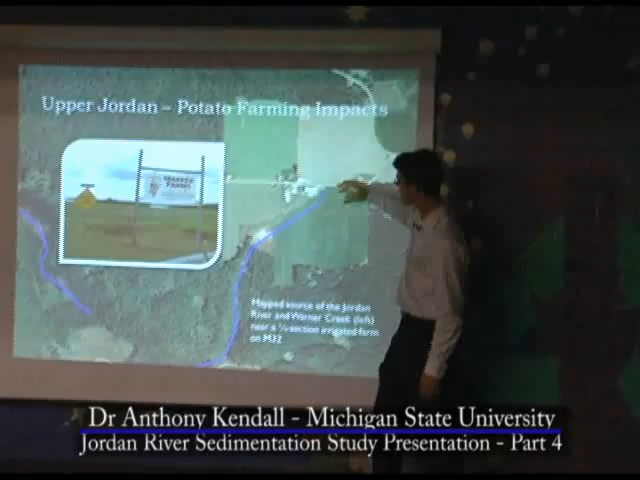 Upper Jordan – Potato Farming Impacts
FARMS
Mapped source of the Jordan
River and Warner Creek (left)
near a ½-section irrigated farm
on M32
Dr Anthony Kendall - Michigan State University
Jordan River Sedimentation Study Presentation - Part 4